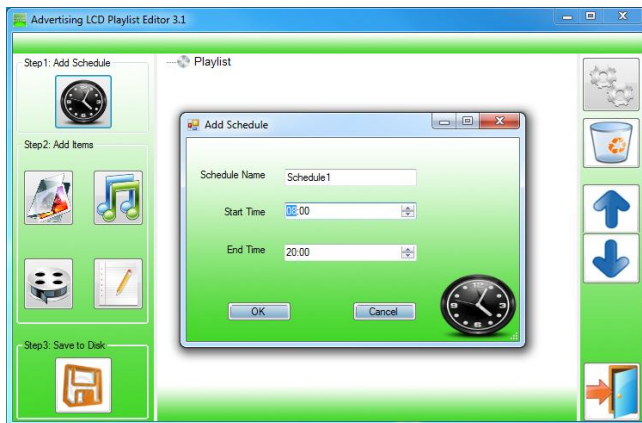 Advertising LCD Playlist Editor 3.1
Step1: Add Schedule
Playlist
Add Schedule
Step2: Add Items
Schedule Name Schedule1
Start Time 08:00
End Time 20:00
OK Cancel
Step3: Save to Disk